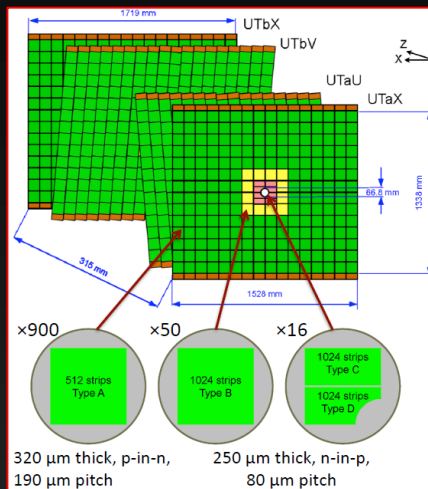 1719 mm
UTbX
UTbV
Z
X
UTaU
UTaX
66.8 mm
1338 mm
315 mm
1528 mm
×900
×50
×16
512 strips
Type A
1024 strips
Type B
1024 strips
Type C
1024 strips
Type D
320 µm thick, p-in-n,
190 µm pitch
250 µm thick, n-in-p,
80 µm pitch